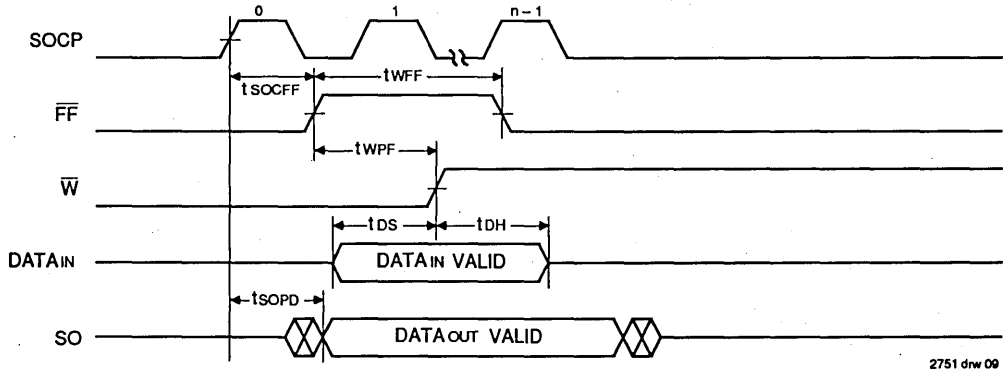 0 1 n-1
SOCP
tSOCFF tWFF
FF
tWPF
W
tDS tDH
DATAIN DATAIN VALID
tSOPD
SO DATAOUT VALID
2751 drw 09